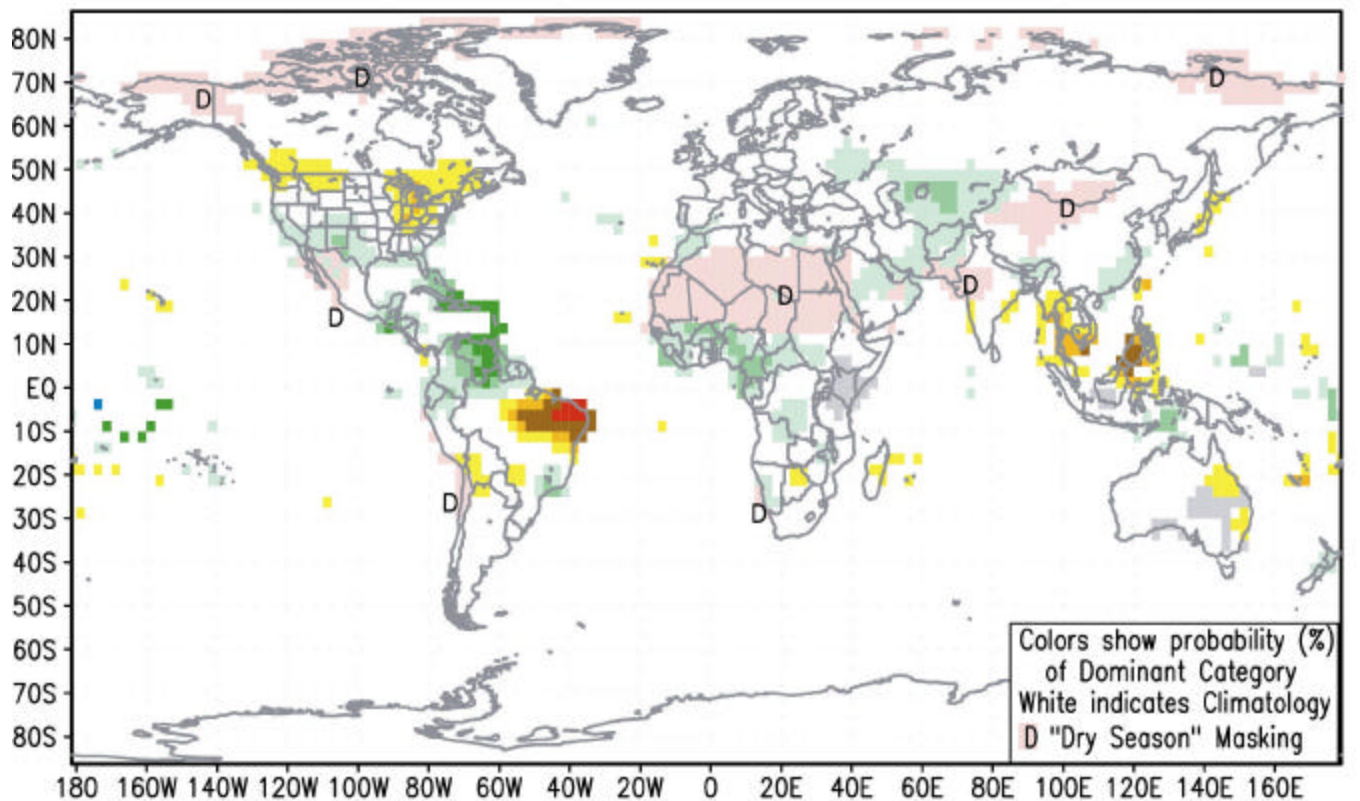 80N
70N
60N
50N
40N
30N
20N
10N
EQ
10S
20S
30S
40S
50S
60S
70S
80S
D
D
D
D
D
D
D
D
D
Colors show probability (%)
of Dominant Category
White indicates Climatology
D "Dry Season" Masking
180 160W 140W 120W 100W 80W 60W 40W 20W 0 20E 40E 60E 80E 100E 120E 140E 160E